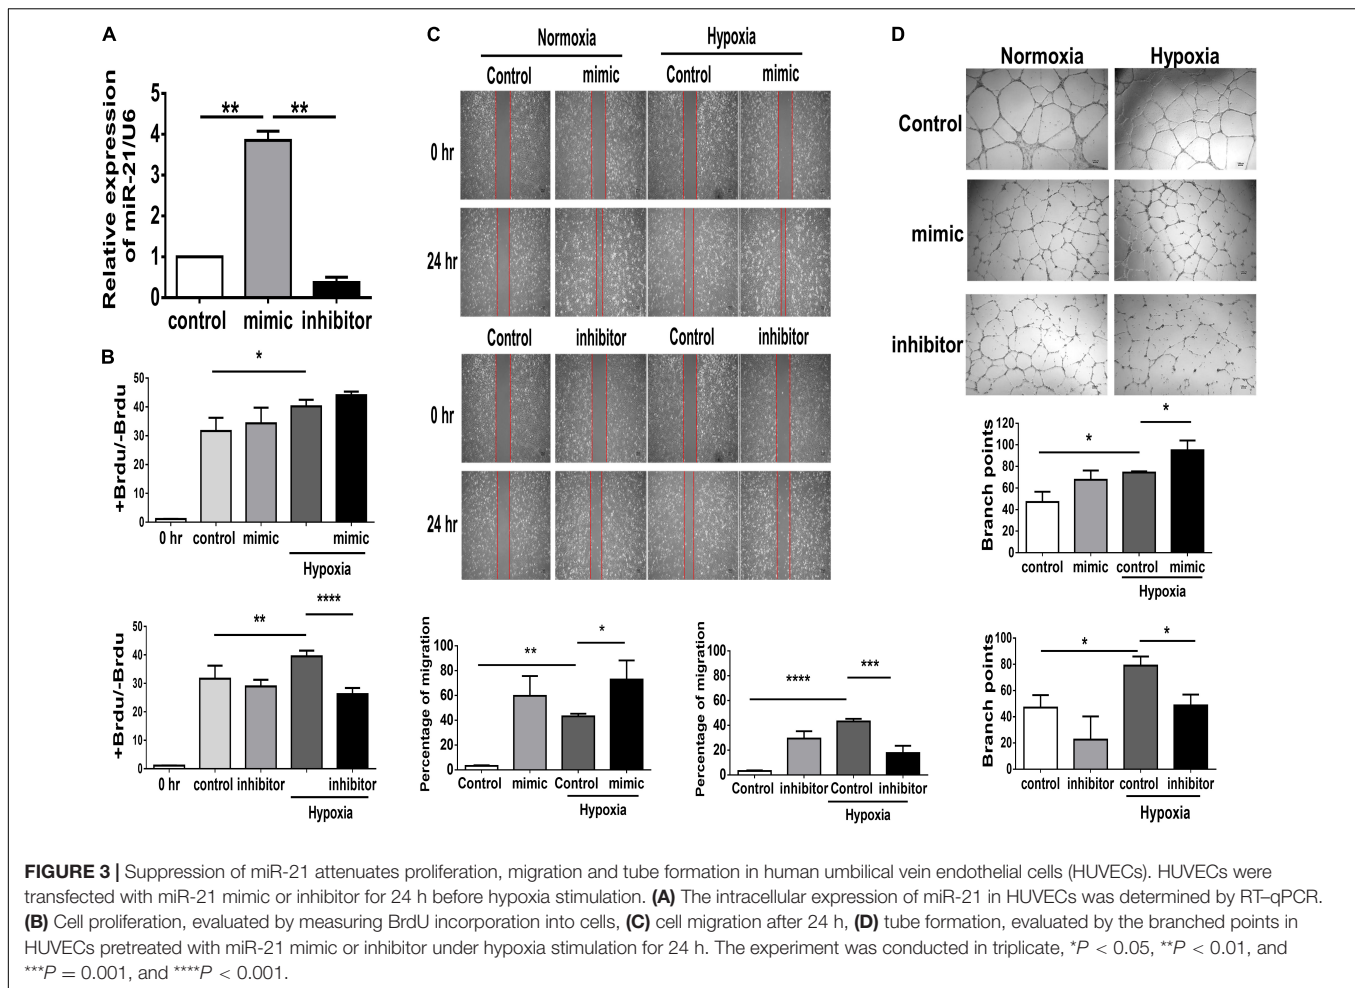 A
Relative expression
of miR-21/U6
5
4
3
2
1
0
**
**
control mimic inhibitor
B
+Brdu/-Brdu
50
40
30
20
10
0
*
0 hr control mimic mimic
Hypoxia
+Brdu/-Brdu
50
40
30
20
10
0
**
****
0 hr control inhibitor inhibitor
Hypoxia
C
Normoxia Hypoxia
Control mimic Control mimic
0 hr
24 hr
Control inhibitor Control inhibitor
0 hr
24 hr
Percentage of migration
100
80
60
40
20
0
**
*
Control mimic Control mimic
Hypoxia
Percentage of migration
100
80
60
40
20
0
****
***
Control inhibitor Control inhibitor
Hypoxia
D
Normoxia Hypoxia
Control
mimic
inhibitor
Branch points
120
100
80
60
40
20
0
*
*
control mimic control mimic
Hypoxia
Branch points
100
80
60
40
20
0
*
*
control inhibitor control inhibitor
Hypoxia
FIGURE 3 | Suppression of miR-21 attenuates proliferation, migration and tube formation in human umbilical vein endothelial cells (HUVECs). HUVECs were
transfected with miR-21 mimic or inhibitor for 24 h before hypoxia stimulation. (A) The intracellular expression of miR-21 in HUVECs was determined by RT–qPCR.
(B) Cell proliferation, evaluated by measuring BrdU incorporation into cells, (C) cell migration after 24 h, (D) tube formation, evaluated by the branched points in
HUVECs pretreated with miR-21 mimic or inhibitor under hypoxia stimulation for 24 h. The experiment was conducted in triplicate, *P < 0.05, **P < 0.01, and
***P = 0.001, and ****P < 0.001.